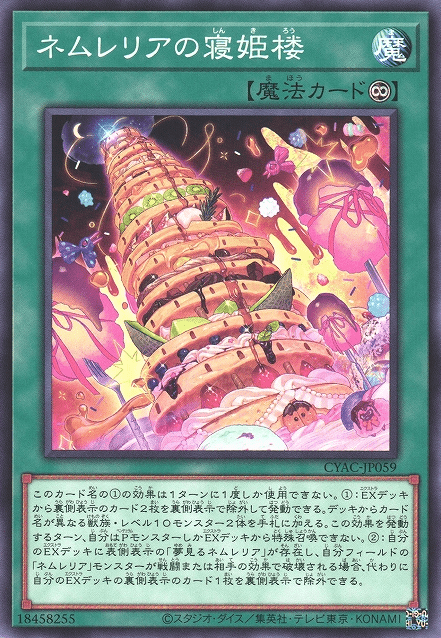 ネムレリアの寝姫楼
魔
【魔法カード】
CYAC-JP059
このカード名の①の効果は1ターンに1度しか使用できない。①：EXデッキ
から裏側表示のカード2枚を裏側表示で除外して発動できる。デッキからカード
名が異なる獣族・レベル10モンスター2体を手札に加える。この効果を発動
するターン、自分はPモンスターしかEXデッキから特殊召喚できない。②：自分
のEXデッキに表側表示の「夢見るネムレリア」が存在し、自分フィールドの
「ネムレリア」モンスターが戦闘または相手の効果で破壊される場合、代わりに
自分のEXデッキの裏側表示のカード1枚を裏側表示で除外できる。
18458255
©スタジオ・ダイス／集英社・テレビ東京・KONAMI